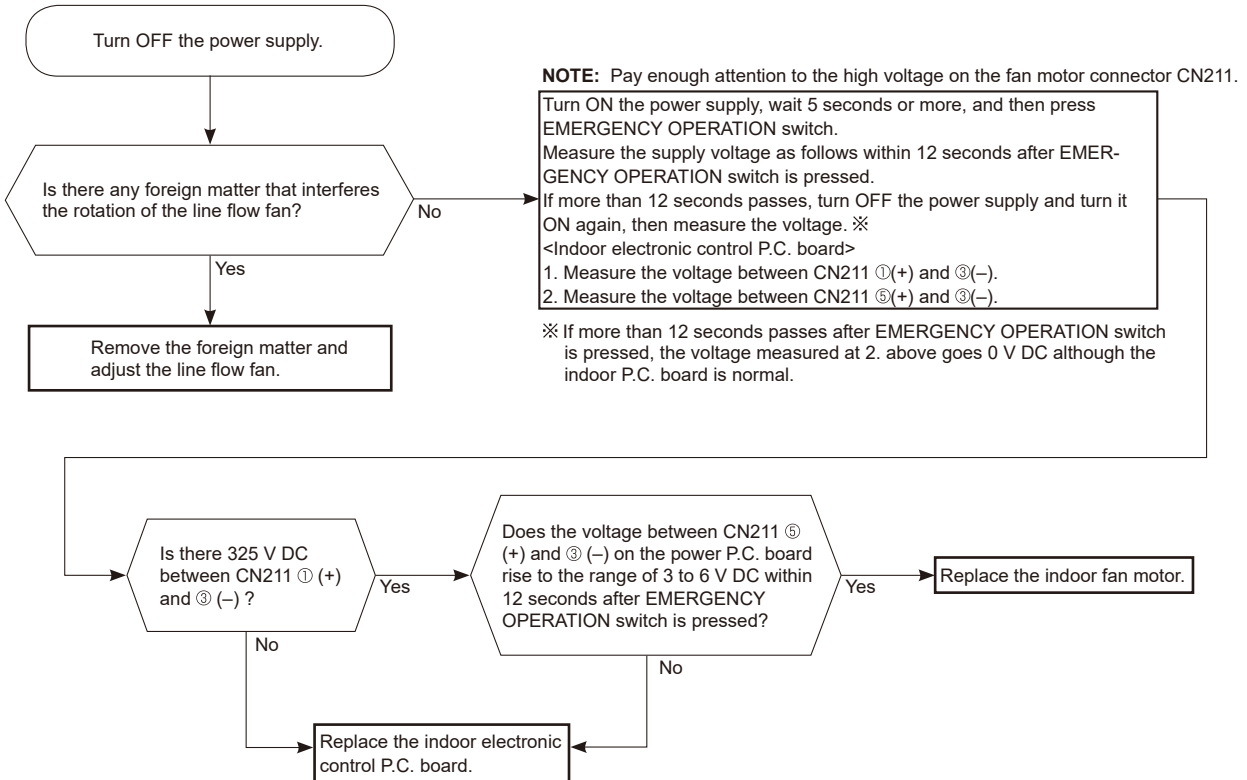 Turn OFF the power supply.
Is there any foreign matter that interferes
the rotation of the line flow fan?
No
Yes
Remove the foreign matter and
adjust the line flow fan.
NOTE: Pay enough attention to the high voltage on the fan motor connector CN211.
Turn ON the power supply, wait 5 seconds or more, and then press
EMERGENCY OPERATION switch.
Measure the supply voltage as follows within 12 seconds after EMER-
GENCY OPERATION switch is pressed.
If more than 12 seconds passes, turn OFF the power supply and turn it
ON again, then measure the voltage. ※
<Indoor electronic control P.C. board>
1. Measure the voltage between CN211 ①(+) and ③(–).
2. Measure the voltage between CN211 ⑤(+) and ③(–).
※ If more than 12 seconds passes after EMERGENCY OPERATION switch
is pressed, the voltage measured at 2. above goes 0 V DC although the
indoor P.C. board is normal.
Is there 325 V DC
between CN211 ① (+)
and ③ (–) ?
Yes
No
Does the voltage between CN211 ⑤
(+) and ③ (–) on the power P.C. board
rise to the range of 3 to 6 V DC within
12 seconds after EMERGENCY
OPERATION switch is pressed?
Yes
No
Replace the indoor fan motor.
Replace the indoor electronic
control P.C. board.